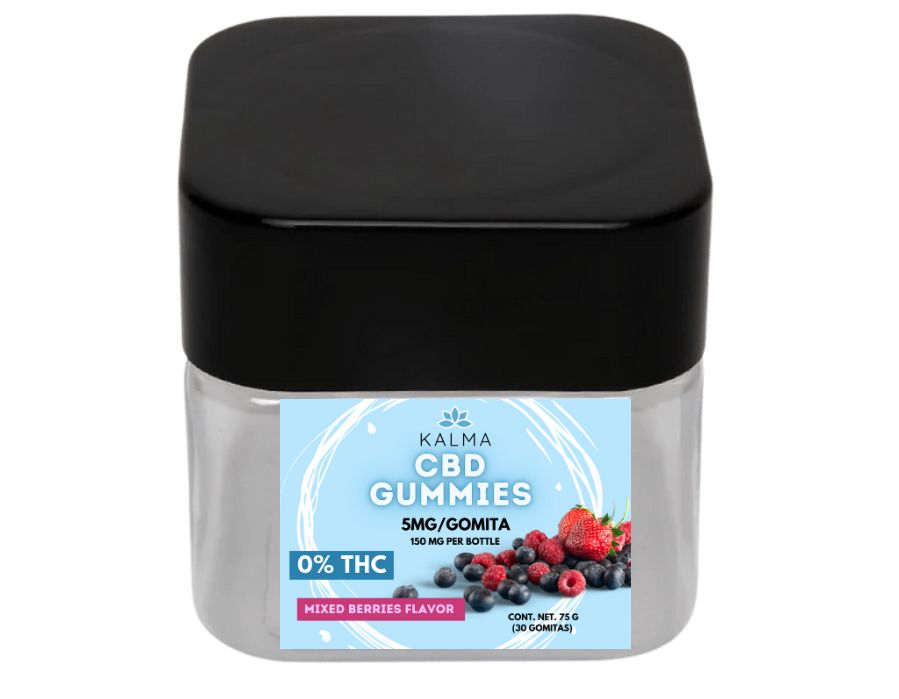 KALMA
CBD
GUMMIES
5MG/GOMITA
150 MG PER BOTTLE
0% THC
MIXED BERRIES FLAVOR
CONT. NET. 75 G
(30 GOMITAS)